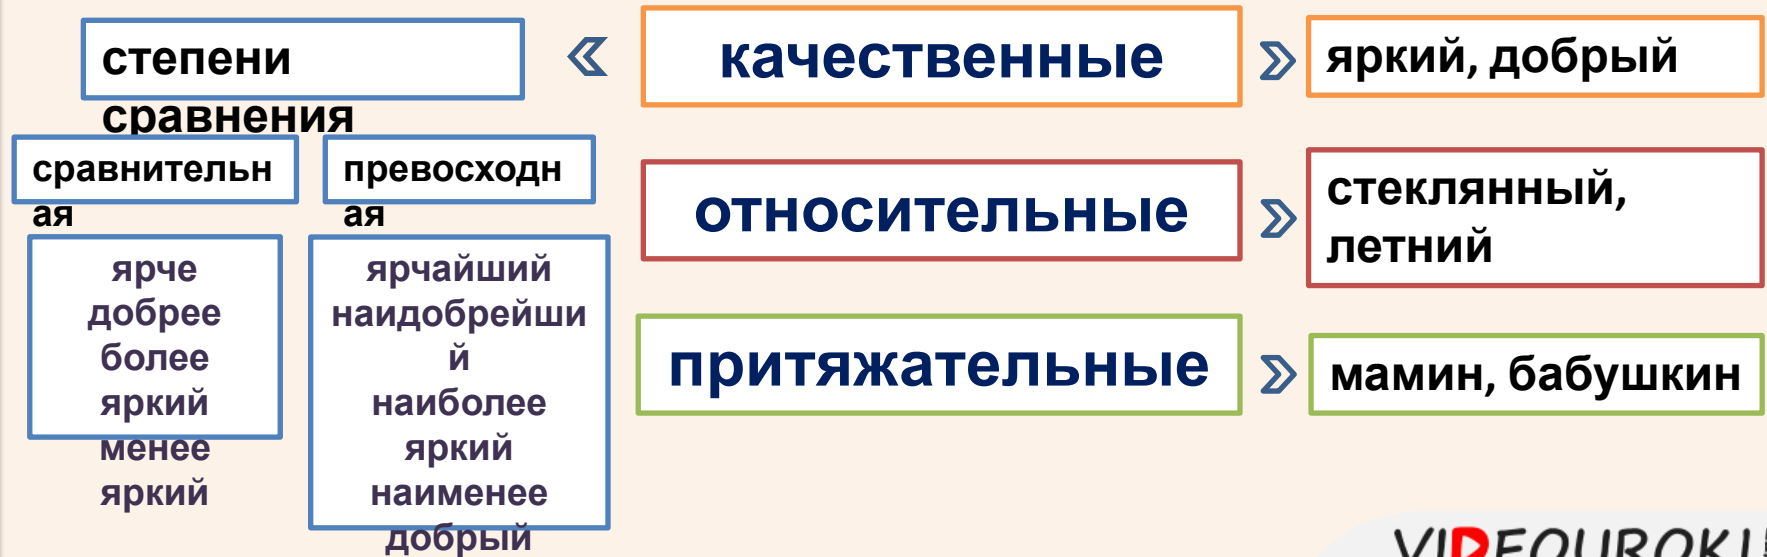 степени
сравнения
качественные
яркий, добрый
сравнительн
ая
превосходн
ая
относительные
стеклянный,
летний
ярче
добрее
более
яркий
менее
яркий
ярчайший
наидобрейши
й
наиболее
яркий
наименее
добрый
притяжательные
мамин, бабушкин
VIDEOUROKI